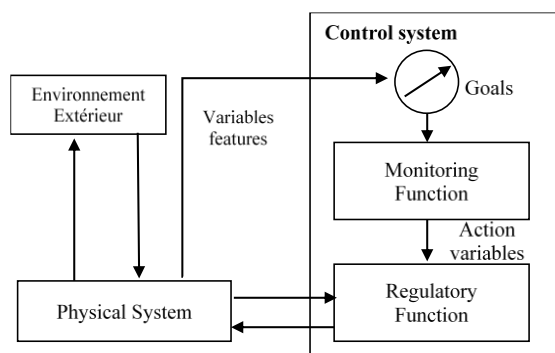 Control system
Environnement
Extérieur
Variables
features
Goals
Monitoring
Function
Action
variables
Physical System
Regulatory
Function